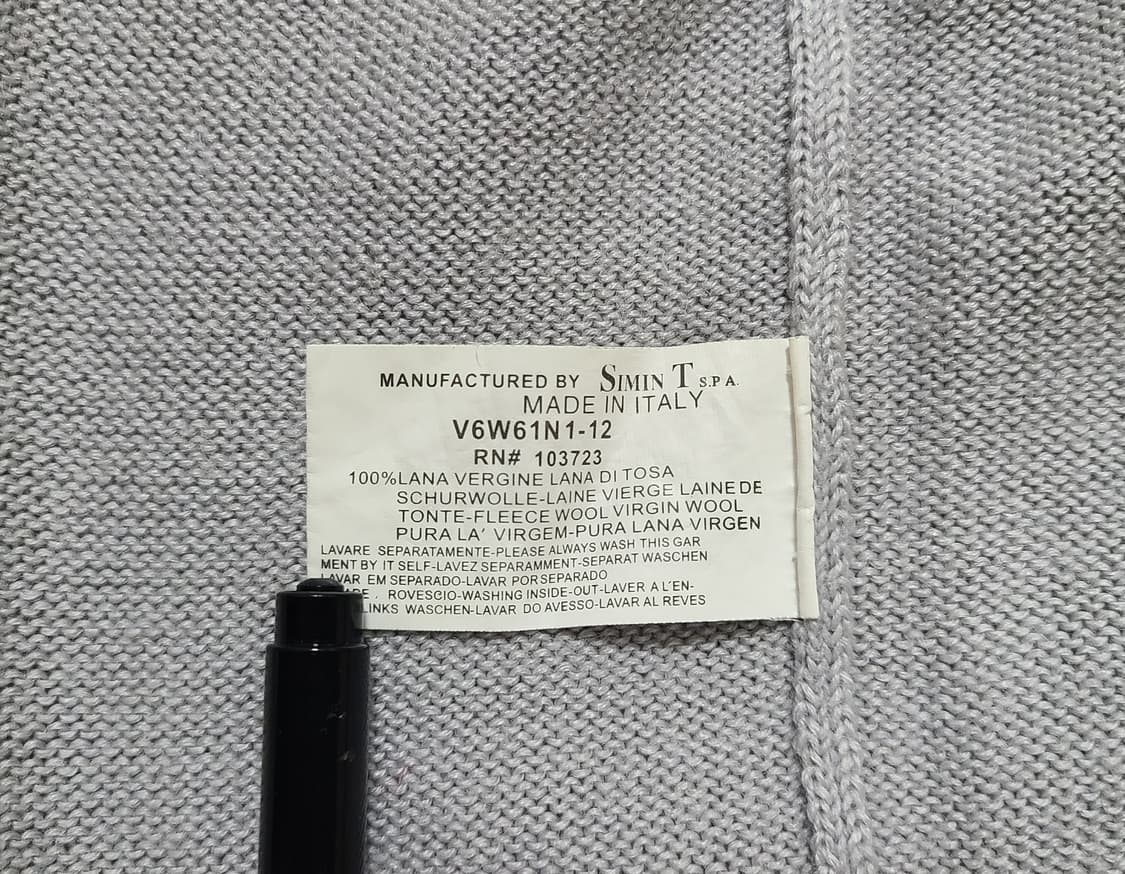 MANUFACTURED BY SIMIN T S.P A.
MADE IN ITALY
V6W61N1-12
RN# 103723
100%LANA VERGINE LANA DI TOSA
SCHURWOLLE-LAINE VIERGE LAINE DE
TONTE-FLEECE WOOL VIRGIN WOOL
PURA LA' VIRGEM-PURA LANA VIRGEN
LAVARE SEPARATAMENTE-PLEASE ALWAYS WASH THIS GAR
MENT BY IT SELF-LAVEZ SEPARAMMENT-SEPARAT WASCHEN
LAVAR EM SEPARADO-LAVAR POR SEPARADO
ROVESGIO-WASHING INSIDE-OUT-LAVER A L'EN-
LINKS WASCHEN-LAVAR DO AVESSO-LAVAR AL REVES